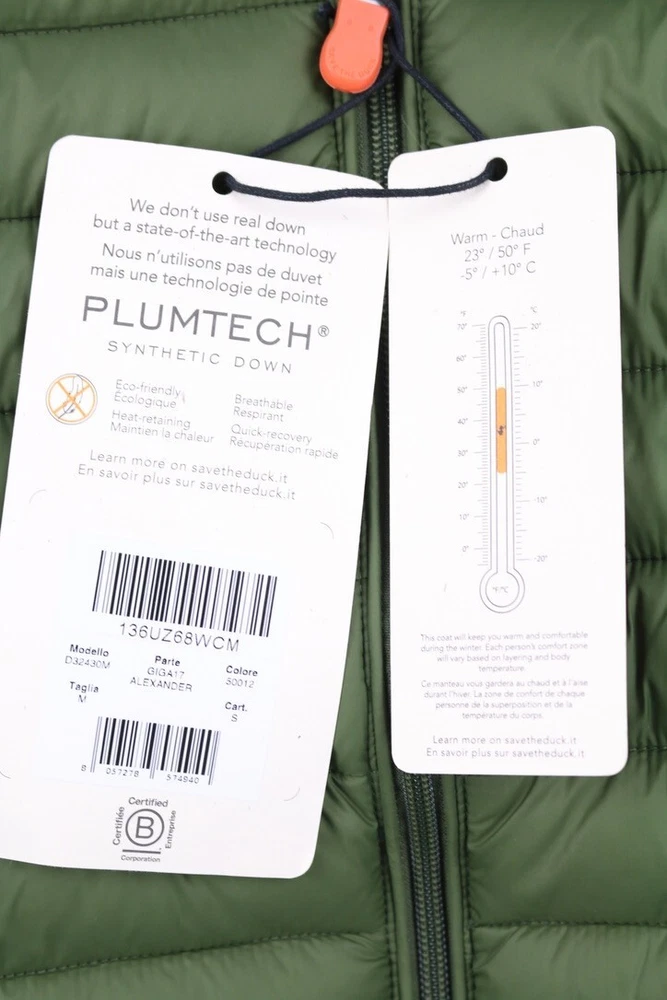 We don't use real down
but a state-of-the-art technology
Nous n'utilisons pas de duvet
mais une technologie de pointe
PLUMTECH®
SYNTHETIC DOWN
Eco-friendly
Écologique
Heat-retaining
Maintien la chaleur
Breathable
Respirant
Quick-recovery
Récupération rapide
Learn more on savetheduck.it
En savoir plus sur savetheduck.it
136UZ68WCM
Modello
D32430M
Parte
GIGA17
ALEXANDER
Colore
50012
Taglia
M
Cart.
S
8 057278 574940
Certified
Certifiée
B
Entreprise
Corporation
Warm - Chaud
23° / 50° F
-5° / +10° C
°F °C
70° 20°
60°
50° 10°
40°
30° 0°
20°
10° -10°
0° -20°
°F/°C
This coat will keep you warm and comfortable
during the winter. Each person's comfort zone
will vary based on layering and body
temperature.
Ce manteau vous gardera au chaud et à l'aise
durant l'hiver. La zone de confort de chaque
personne de la superposition et de la
température du corps.
Learn more on savetheduck.it
En savoir plus sur savetheduck.it